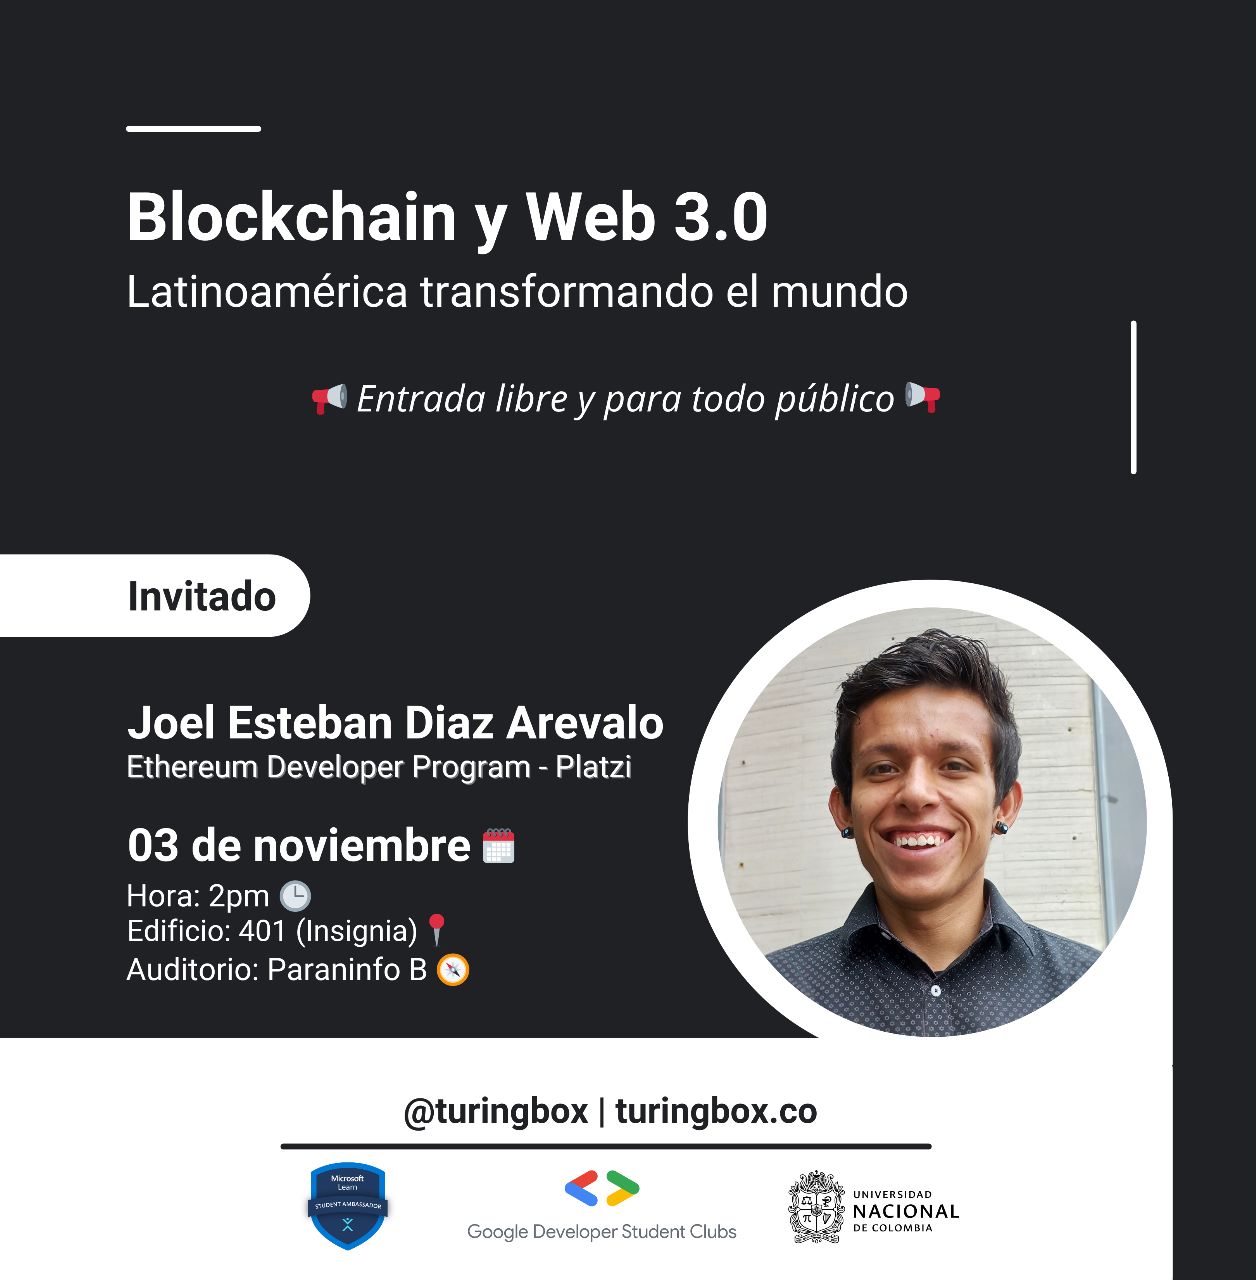 Blockchain y Web 3.0
Latinoamérica transformando el mundo
Entrada libre y para todo público
Invitado
Joel Esteban Diaz Arevalo
Ethereum Developer Program - Platzi
03 de noviembre
Hora: 2pm
Edificio: 401 (Insignia)
Auditorio: Paraninfo B
@turingbox | turingbox.co
Microsoft
Learn
STUDENT AMBASSADOR
Google Developer Student Clubs
UNIVERSIDAD
NACIONAL
DE COLOMBIA